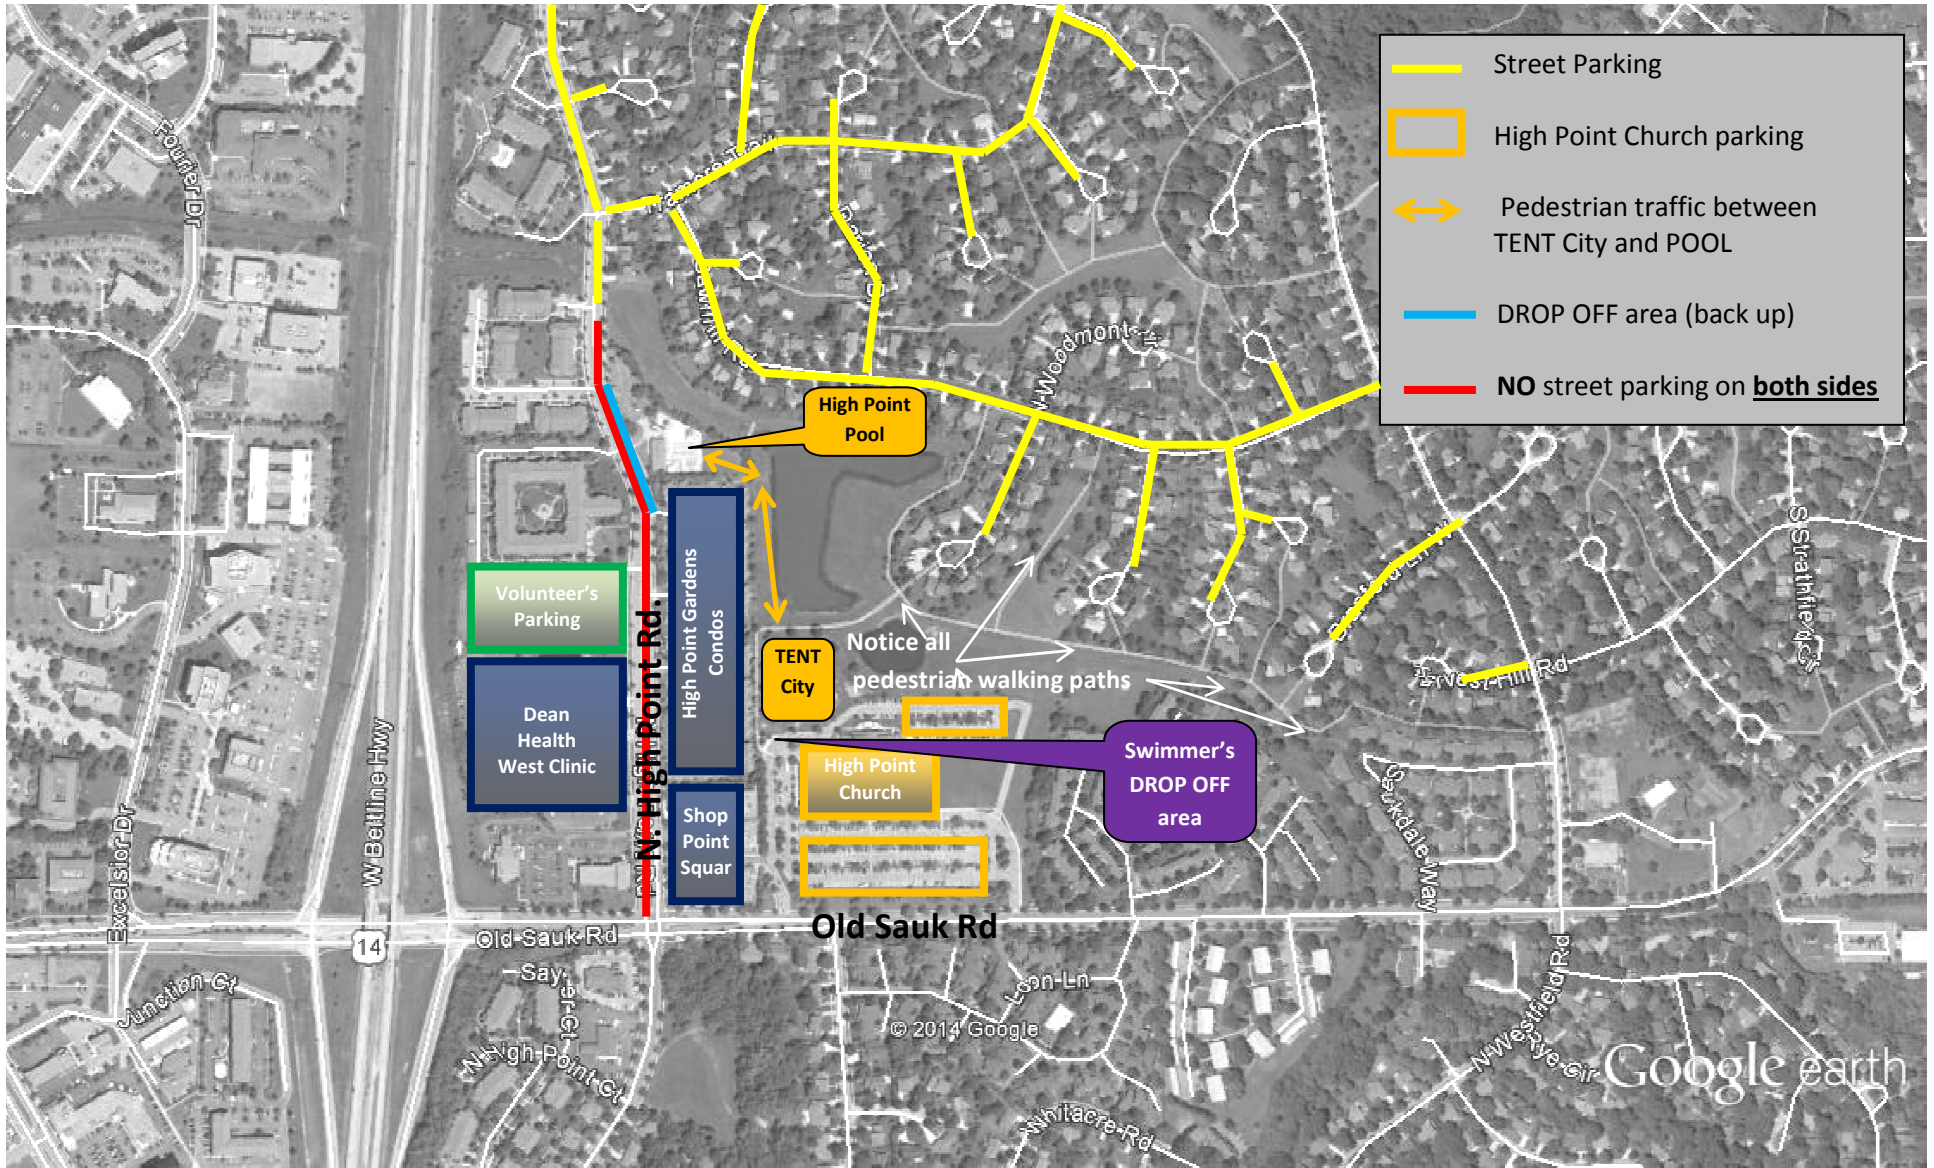 Street Parking
High Point Church parking
Pedestrian traffic between
TENT City and POOL
DROP OFF area (back up)
NO street parking on both sides
Fourier Dr
High Point
Pool
N Woodmont Cir
Sawmill Rd
S Strathfield Cir
Volunteer's
Parking
High Point Gardens
Condos
N. High Point Rd.
Notice all
pedestrian walking paths
TENT
City
Dean
Health
West Clinic
W Beltline Hwy
Swimmer's
DROP OFF
area
High Point
Church
Shop
Point
Squar
Saukdale Way
Excelsior Dr
Old Sauk Rd
14
Old Sauk Rd
Sayer Ct
Junction Ct
N High Point Ct
Loon Ln
© 2014 Google
N Westfield Rd
Rye Cir
Whitacre Rd
Google earth